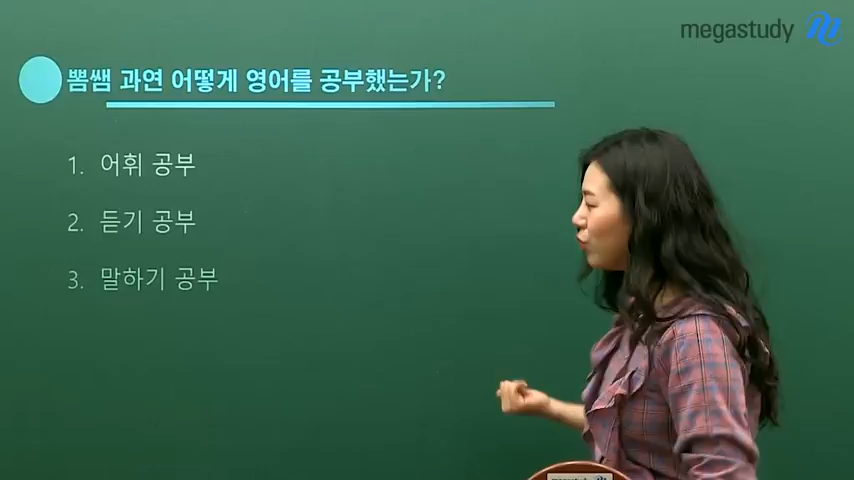 megastudy
뽐쌤 과연 어떻게 영어를 공부했는가?
1. 어휘 공부
2. 듣기 공부
3. 말하기 공부